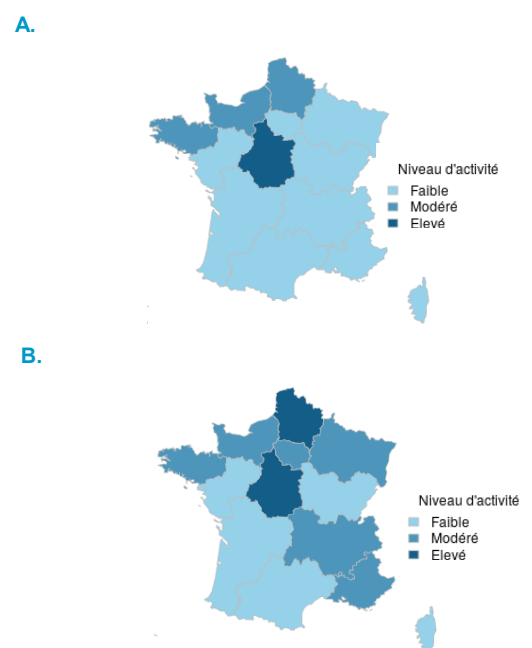 A.
Niveau d'activité
Faible
Modéré
Elevé
B.
Niveau d'activité
Faible
Modéré
Elevé